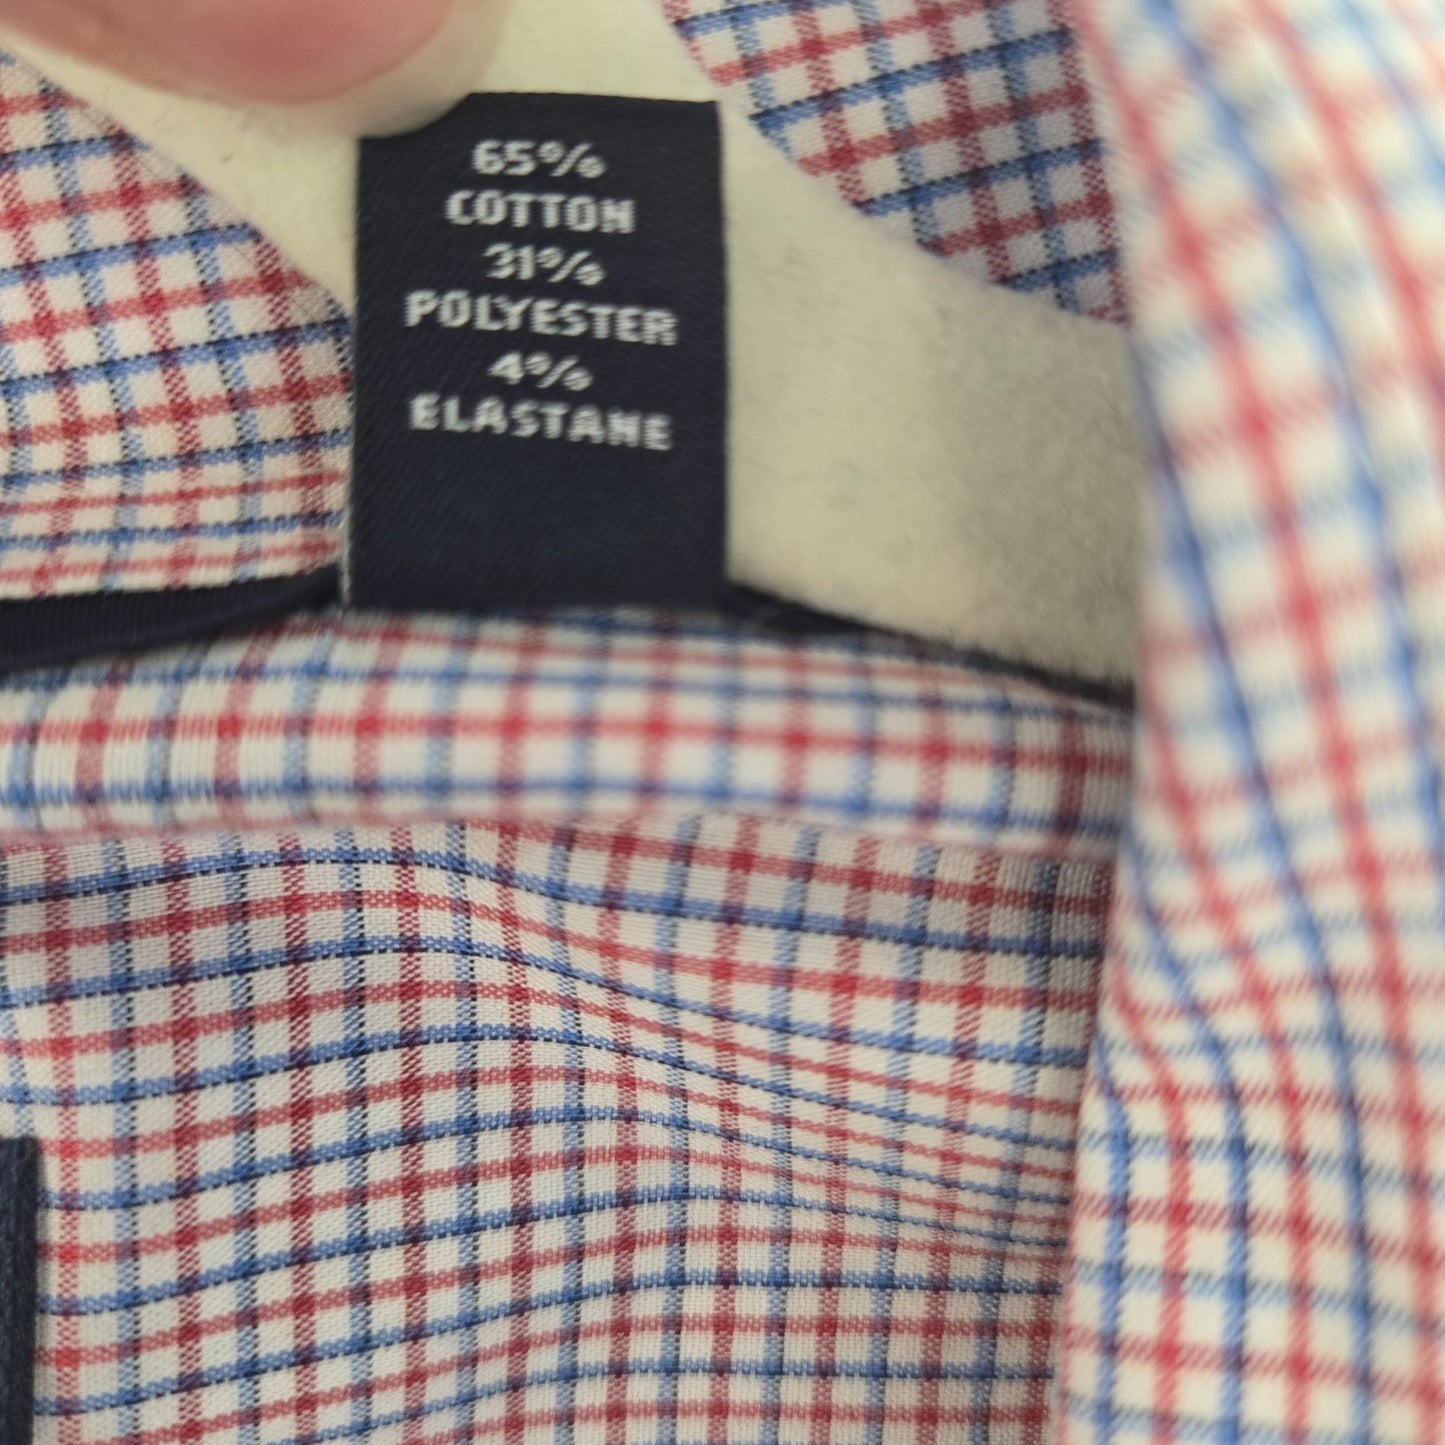 65%
COTTON
31%
POLYESTER
4%
ELASTANE